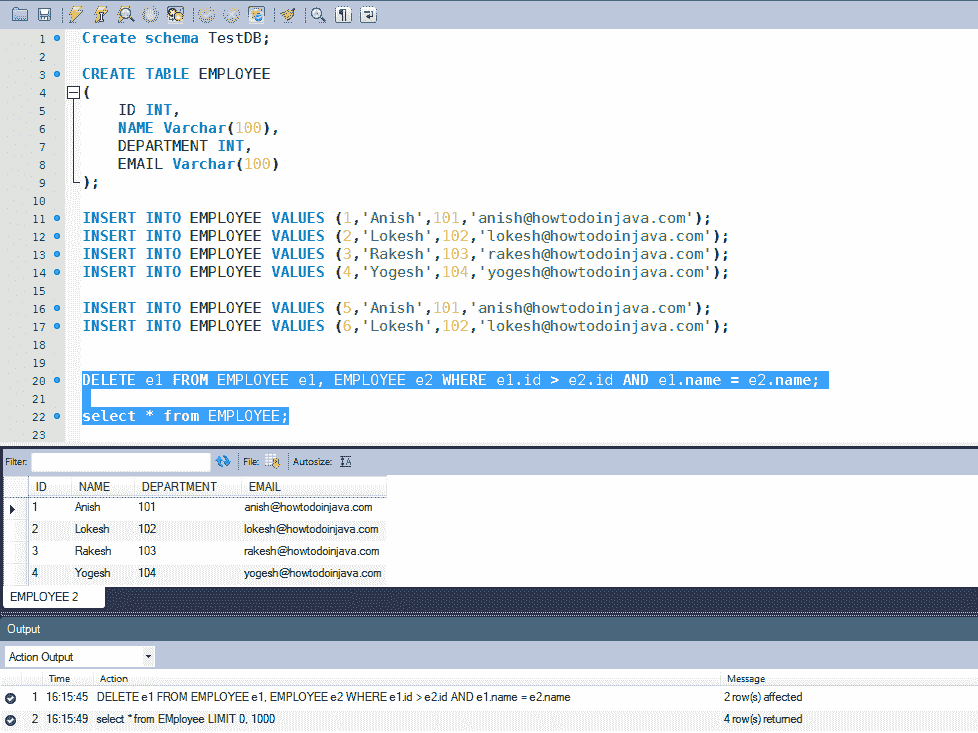 1 Create schema TestDB;
2
3 CREATE TABLE EMPLOYEE
4 (
5 ID INT,
6 NAME Varchar(100),
7 DEPARTMENT INT,
8 EMAIL Varchar(100)
9 );
10
11 INSERT INTO EMPLOYEE VALUES (1,'Anish',101,'anish@howtodoinjava.com');
12 INSERT INTO EMPLOYEE VALUES (2,'Lokesh',102,'lokesh@howtodoinjava.com');
13 INSERT INTO EMPLOYEE VALUES (3,'Rakesh',103,'rakesh@howtodoinjava.com');
14 INSERT INTO EMPLOYEE VALUES (4,'Yogesh',104,'yogesh@howtodoinjava.com');
15
16 INSERT INTO EMPLOYEE VALUES (5,'Anish',101,'anish@howtodoinjava.com');
17 INSERT INTO EMPLOYEE VALUES (6,'Lokesh',102,'lokesh@howtodoinjava.com');
18
19
20 DELETE e1 FROM EMPLOYEE e1, EMPLOYEE e2 WHERE e1.id > e2.id AND e1.name = e2.name;
21
22 select * from EMPLOYEE;
23
Filter: File: Autosize:
ID NAME DEPARTMENT EMAIL
1 Anish 101 anish@howtodoinjava.com
2 Lokesh 102 lokesh@howtodoinjava.com
3 Rakesh 103 rakesh@howtodoinjava.com
4 Yogesh 104 yogesh@howtodoinjava.com
EMPLOYEE 2
Output
Action Output
Time Action Message
1 16:15:45 DELETE e1 FROM EMPLOYEE e1, EMPLOYEE e2 WHERE e1.id > e2.id AND e1.name = e2.name 2 row(s) affected
2 16:15:49 select * from EMployee LIMIT 0, 1000 4 row(s) returned